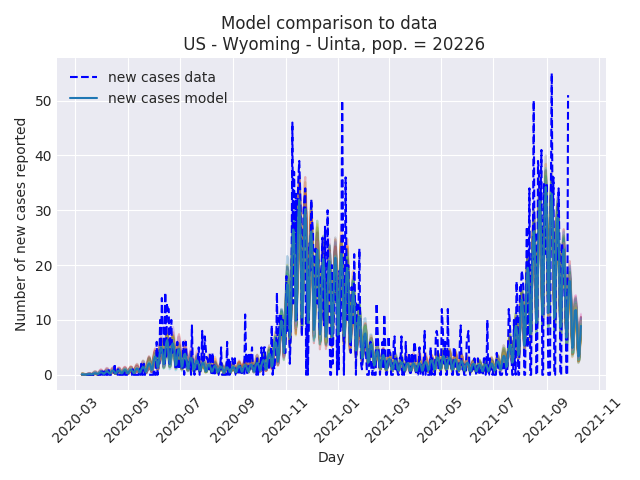 Model comparison to data
US - Wyoming - Uinta, pop. = 20226
new cases data
new cases model
Number of new cases reported
50
40
30
20
10
0
2020-03
2020-05
2020-07
2020-09
2020-11
2021-01
2021-03
2021-05
2021-07
2021-09
2021-11
Day